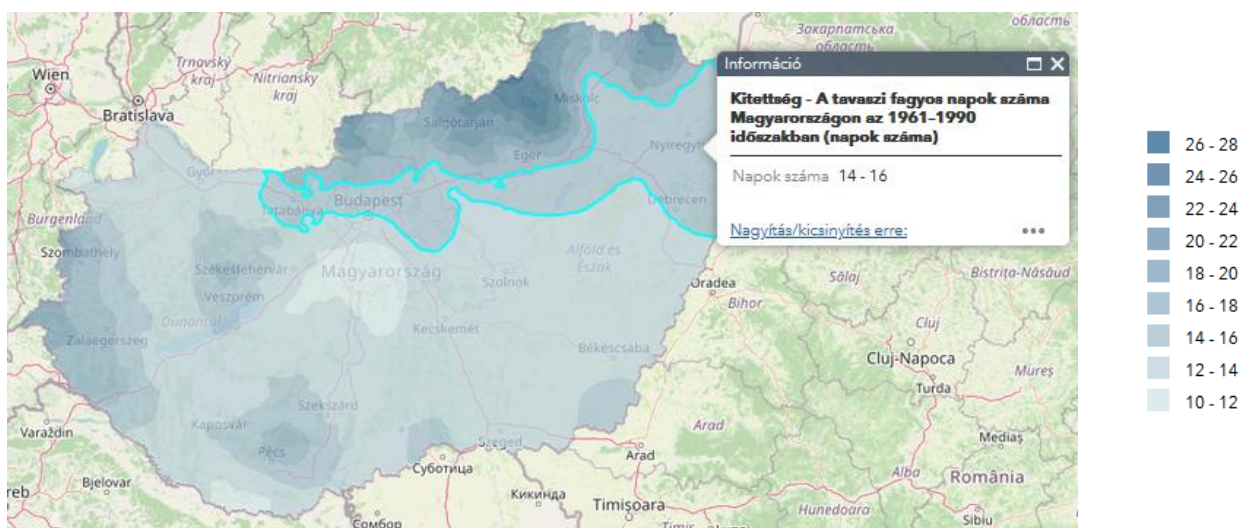 Закарпатська
область
область
Wien
Trnavský
kraj
Nitriansky
kraj
Bratislava
Miskolc
Salgótarján
Eger
Nyíregyh
Győr
Tatabánya
Budapest
Debrecen
Burgenland
Szombathely
Székesfehérvár
Magyarország
Alföld és
Észak
Szolnok
Veszprém
Dunántúl
Zalaegerszeg
Kecskemét
Békéscsaba
Oradea
Bihor
Sălaj
Bistrița-Năsăud
Cluj
Cluj-Napoca
Mureș
Turda
Szekszárd
Kaposvár
Pécs
Szeged
Varaždin
Arad
Arad
Mediaș
Alba
România
Суботица
Bjelovar
reb
Кикинда
Timișoara
Timiș
Hunedoara
Sibiu
Сомбор
Információ
Kitettség - A tavaszi fagyos napok száma
Magyarországon az 1961-1990
időszakban (napok száma)
Napok száma 14 - 16
Nagyítás/kicsinyítés erre:
26 - 28
24 - 26
22 - 24
20 - 22
18 - 20
16 - 18
14 - 16
12 - 14
10 - 12